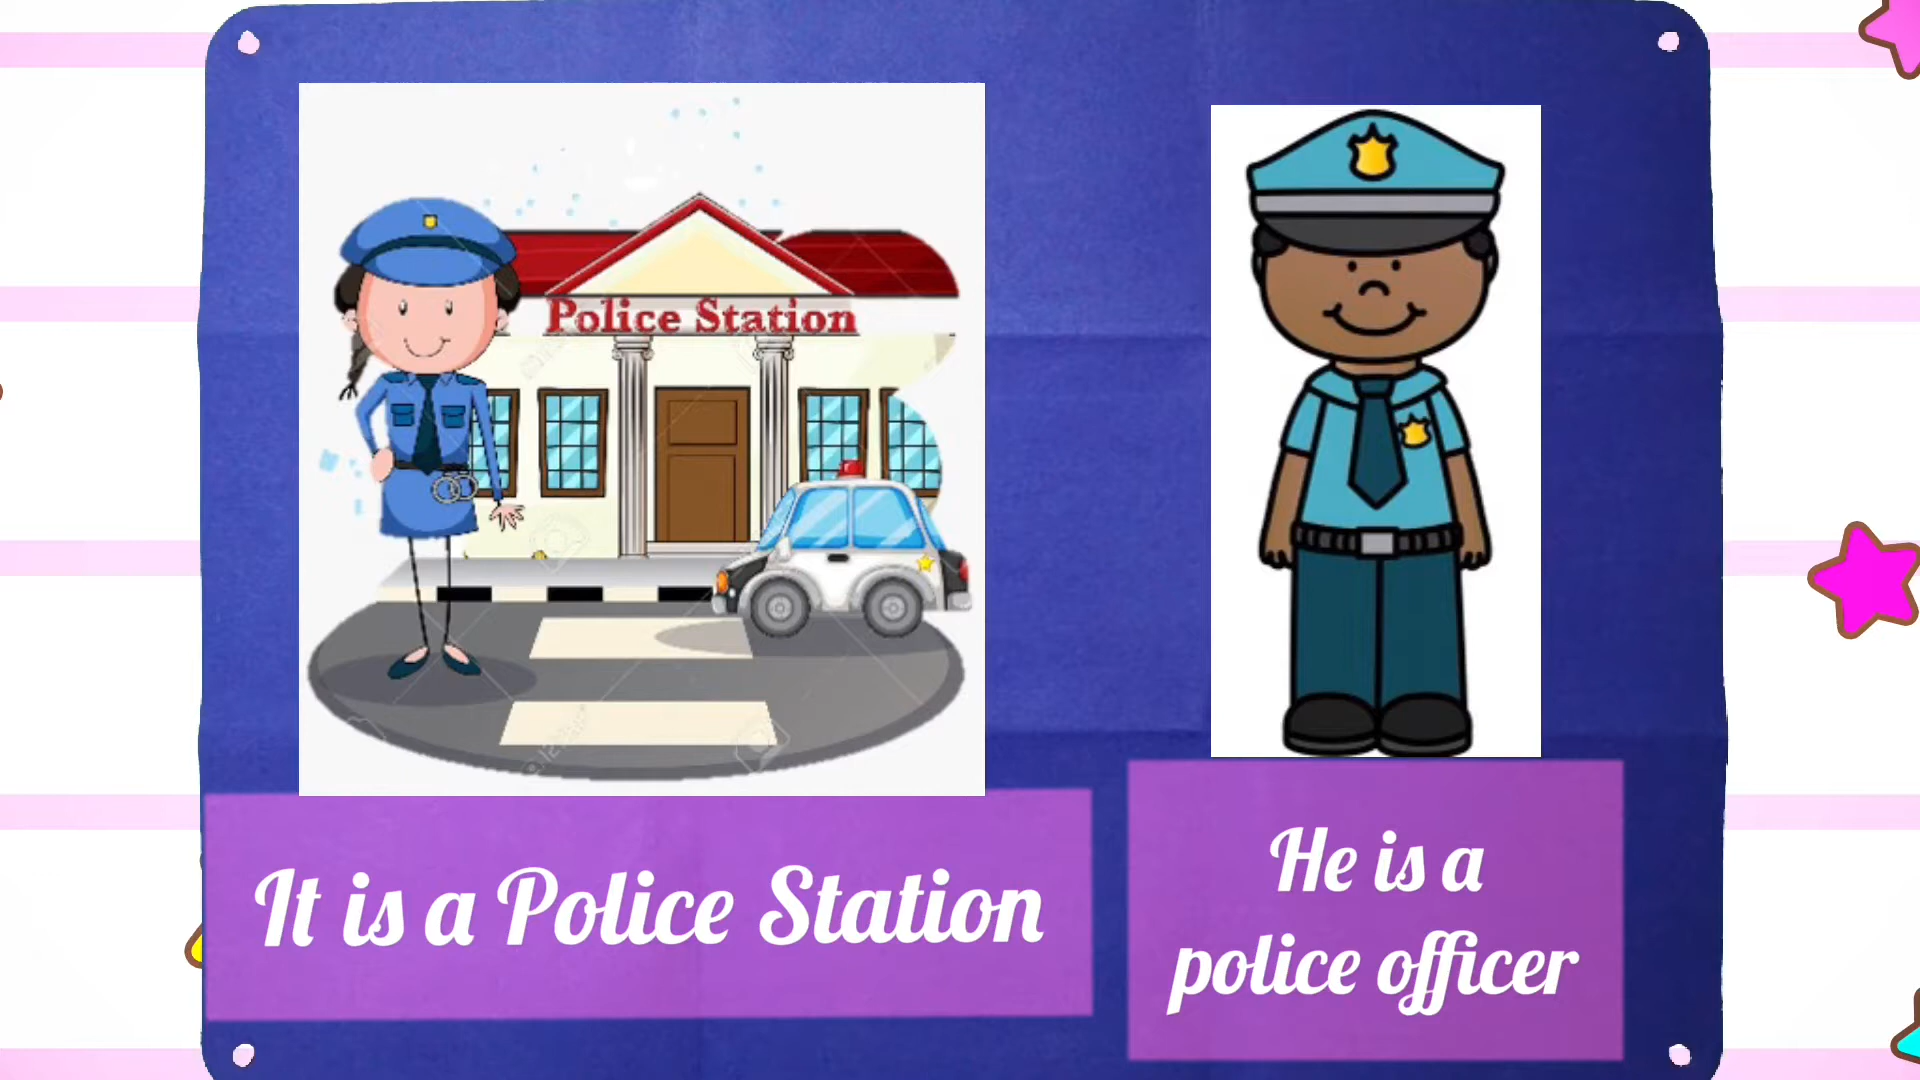 Police Station
It is a Police Station
He is a
police officer